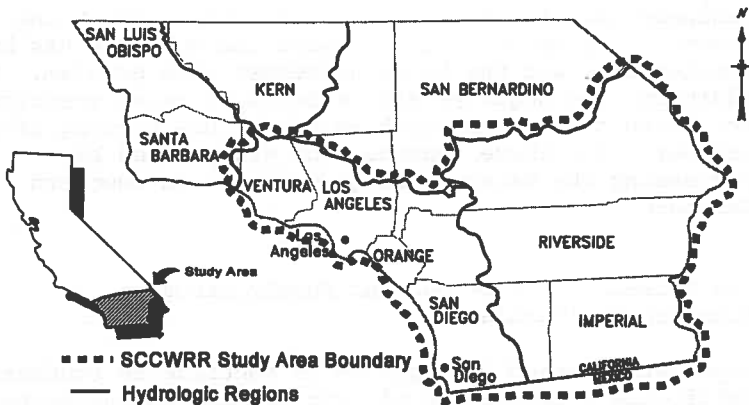 N
SAN LUIS
OBISPO
KERN
SAN BERNARDINO
SANTA
BARBARA
VENTURA
LOS
ANGELES
Los
Angeles
ORANGE
RIVERSIDE
Study Area
SAN
DIEGO
IMPERIAL
San
Diego
CALIFORNIA
MEXICO
SCCWRR Study Area Boundary
Hydrologic Regions